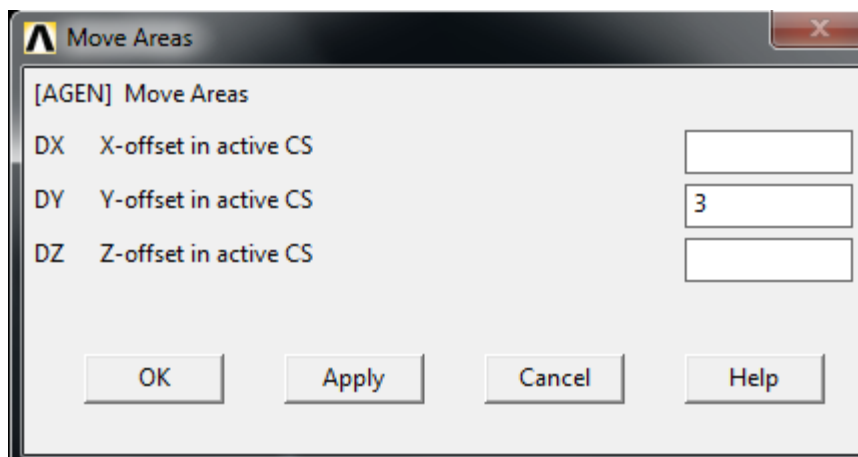 Move Areas
[AGEN] Move Areas
DX X-offset in active CS
DY Y-offset in active CS 3
DZ Z-offset in active CS
OK Apply Cancel Help